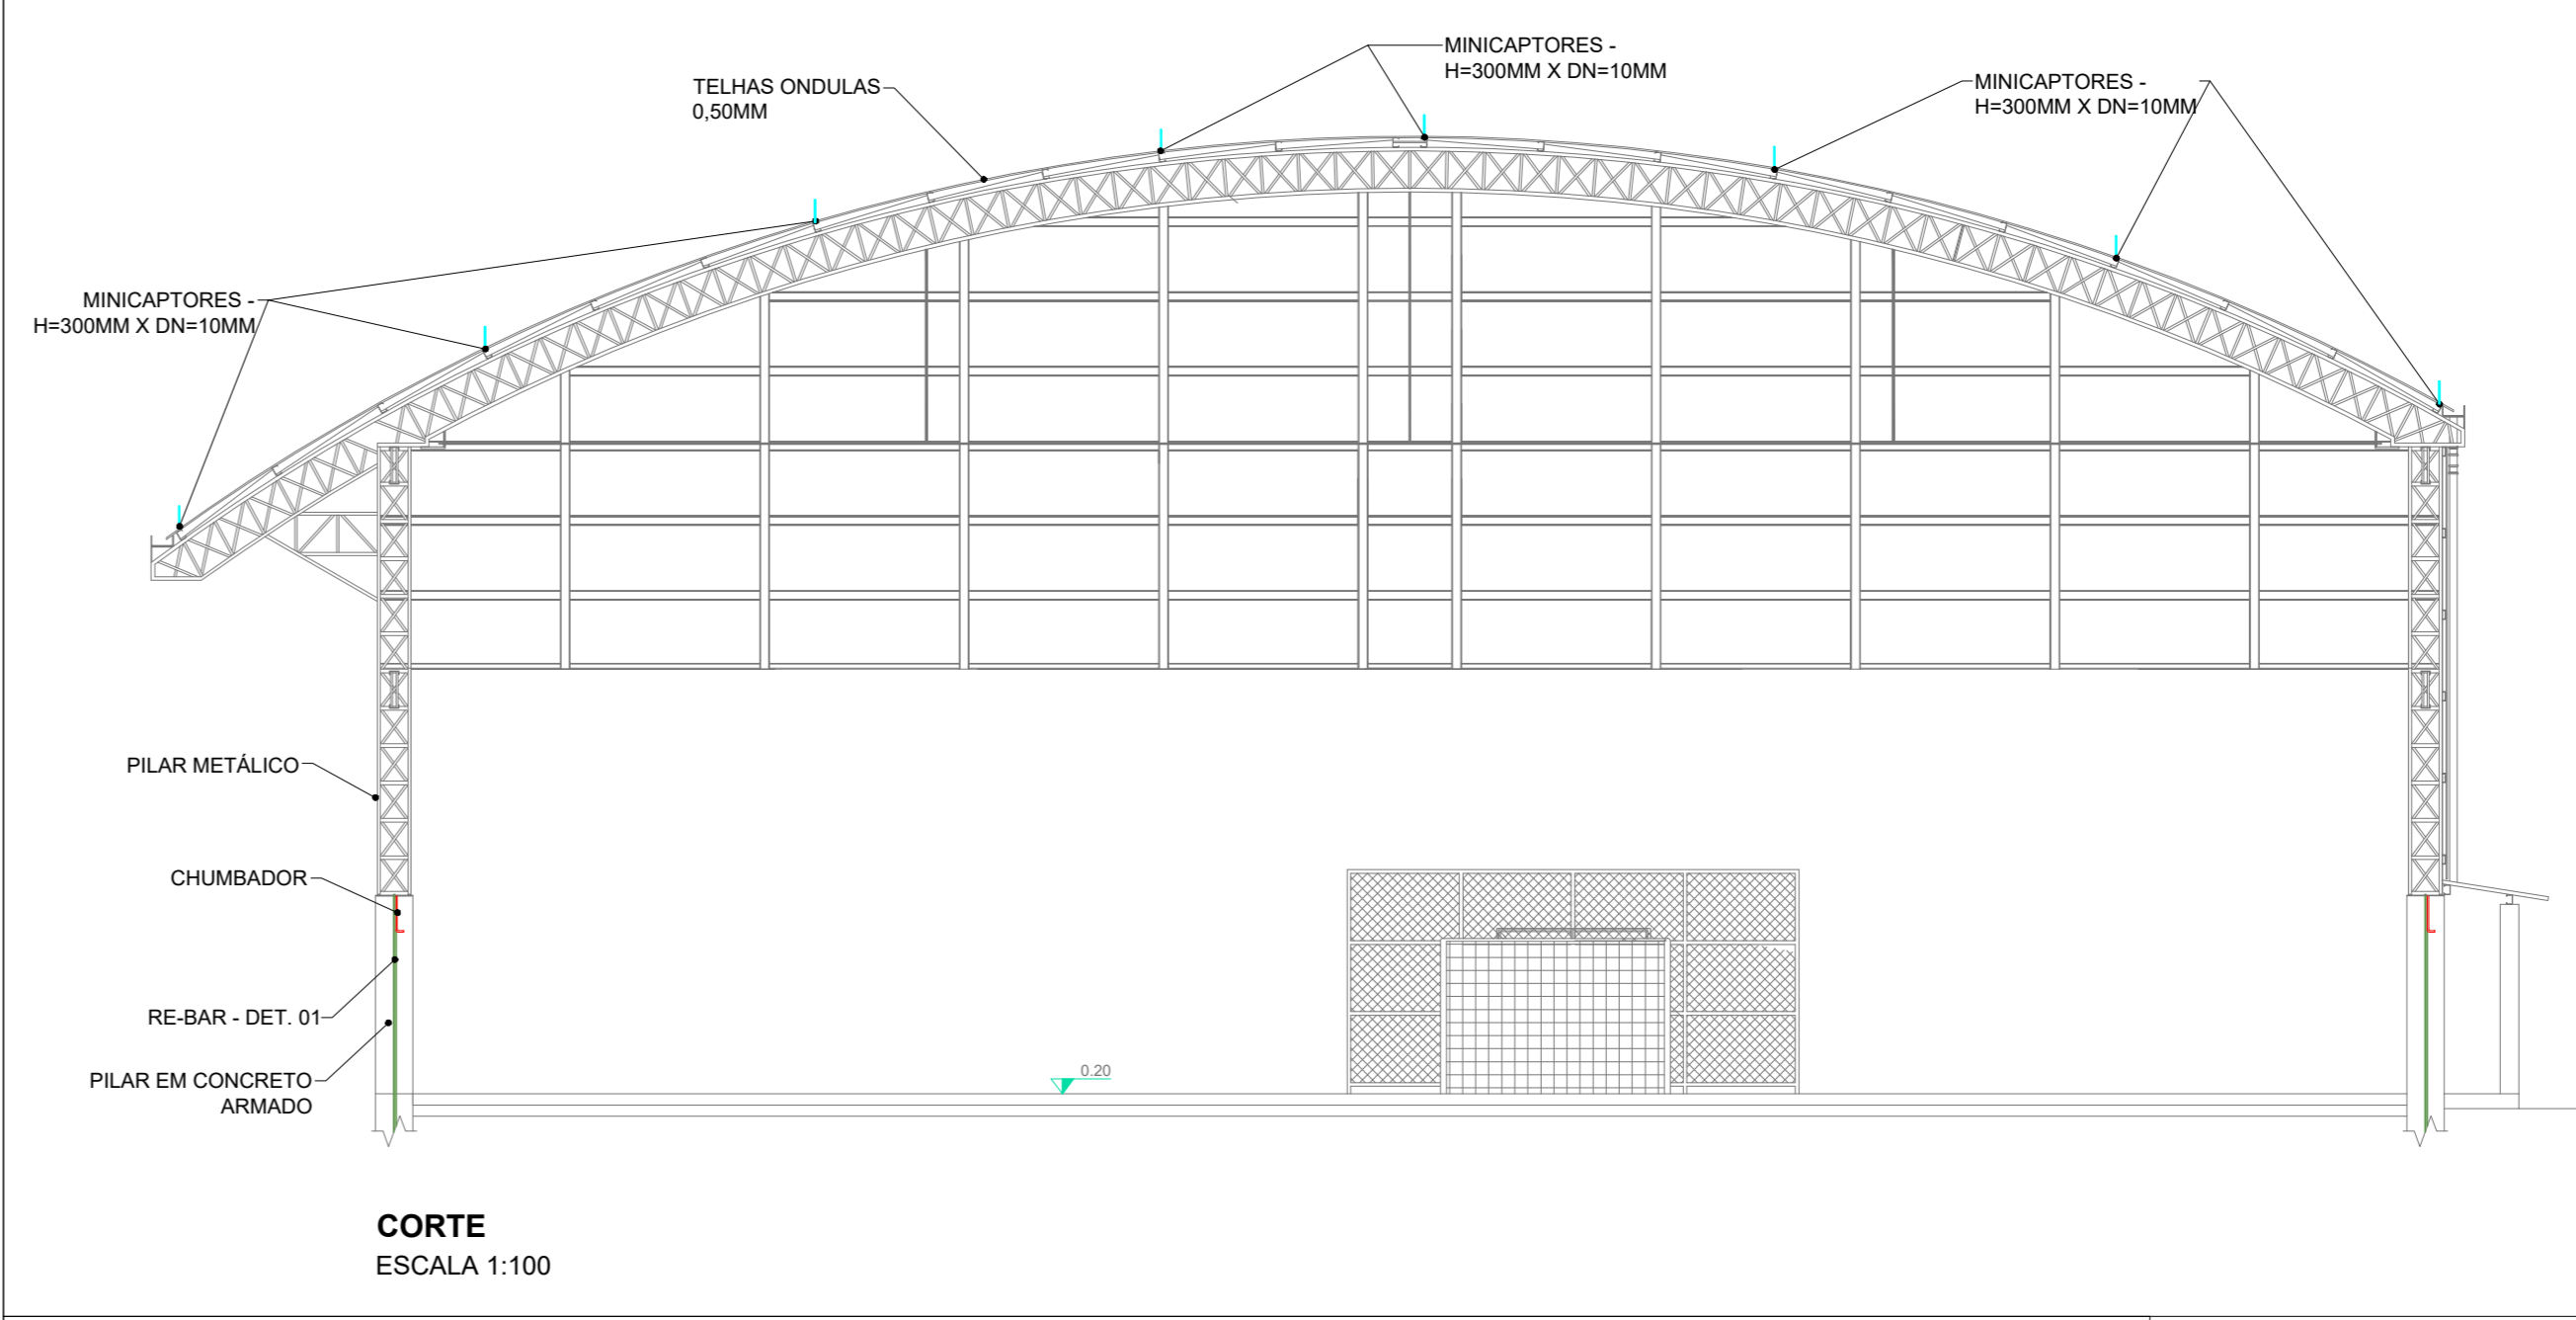 MINICAPTORES -
H=300MM X DN=10MM
TELHAS ONDULAS
0,50MM
MINICAPTORES -
H=300MM X DN=10MM
MINICAPTORES -
H=300MM X DN=10MM
PILAR METÁLICO
CHUMBADOR
RE-BAR - DET. 01
PILAR EM CONCRETO
ARMADO
0.20
CORTE
ESCALA 1:100